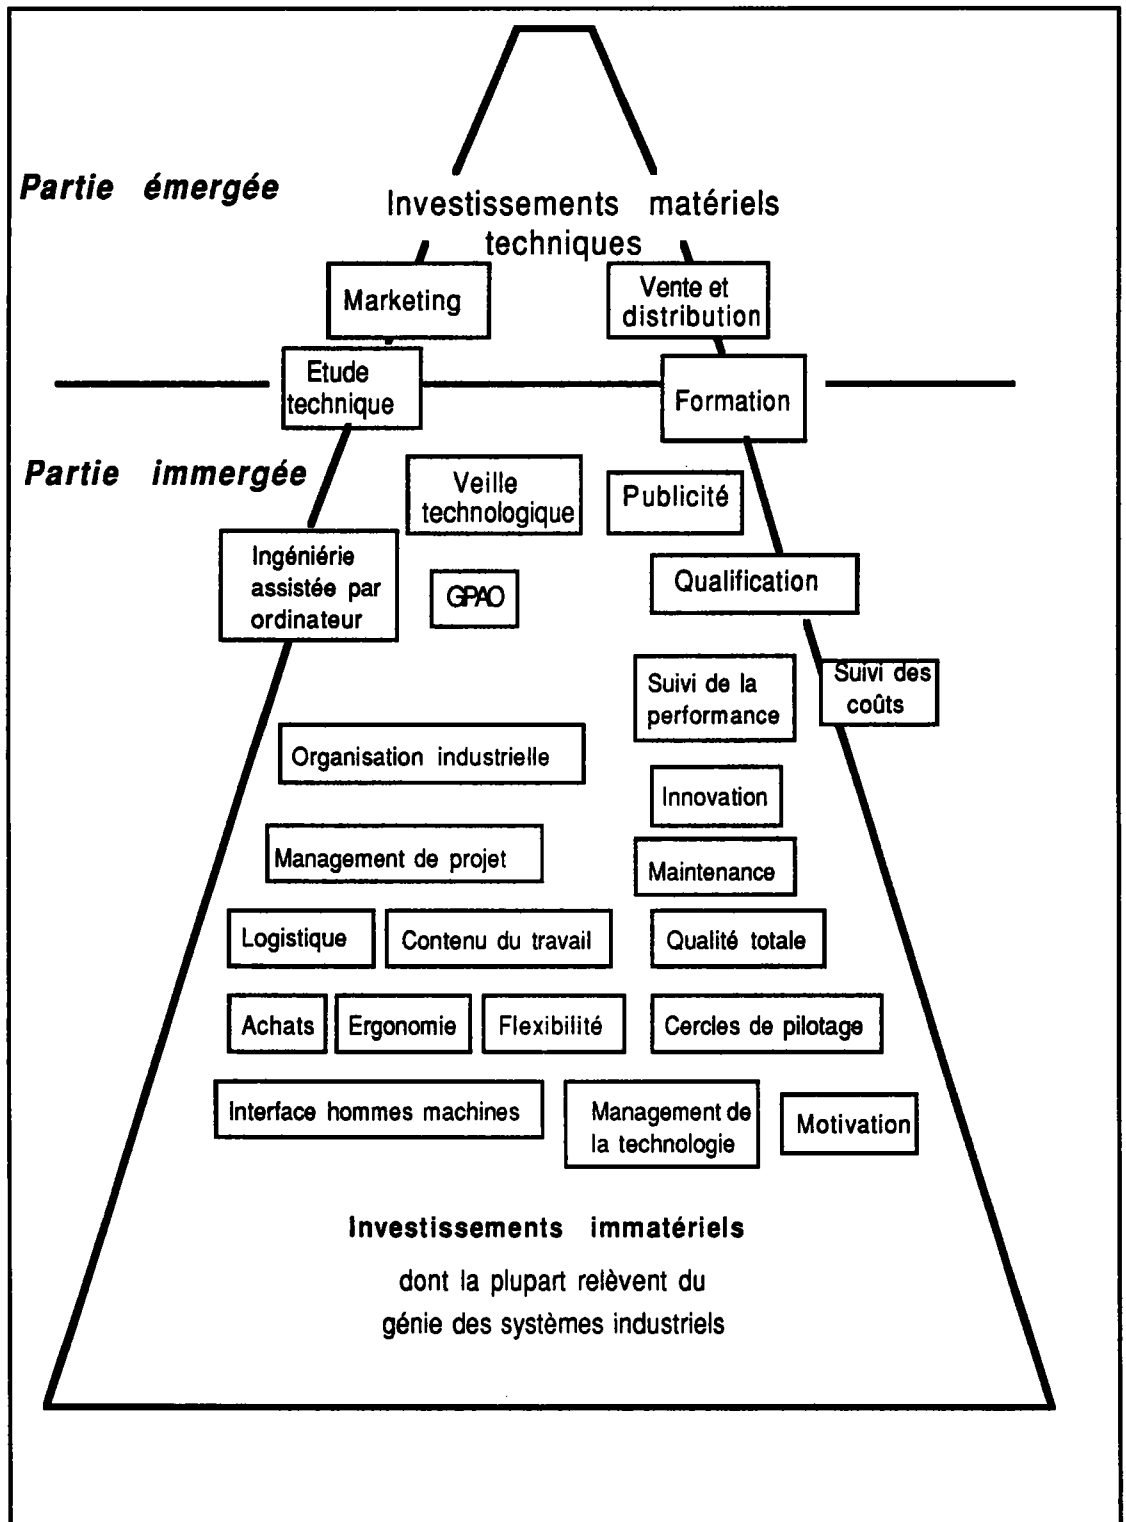 Partie émergée
Investissements matériels
techniques
Marketing
Vente et
distribution
Etude
technique
Formation
Partie immergée
Veille
technologique
Publicité
Ingéniérie
assistée par
ordinateur
GPAO
Qualification
Suivi de la
performance
Suivi des
coûts
Organisation industrielle
Innovation
Management de projet
Maintenance
Logistique
Contenu du travail
Qualité totale
Achats
Ergonomie
Flexibilité
Cercles de pilotage
Interface hommes machines
Management de
la technologie
Motivation
Investissements immatériels
dont la plupart relèvent du
génie des systèmes industriels